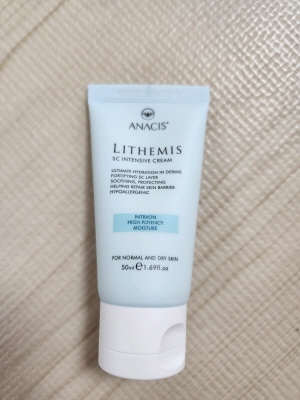 ANACIS®
LITHEMIS
SC INTENSIVE CREAM
ULTIMATE HYDRATION IN DERMIS,
FORTIFYING SC LAYER
SOOTHING, PROTECTING
HELPING REPAIR SKIN BARRIER
HYPOALLERGENIC
INTRAON
HIGH POTENCY
MOISTURE
FOR NORMAL AND DRY SKIN
50ml ℮ 1.69fl.oz